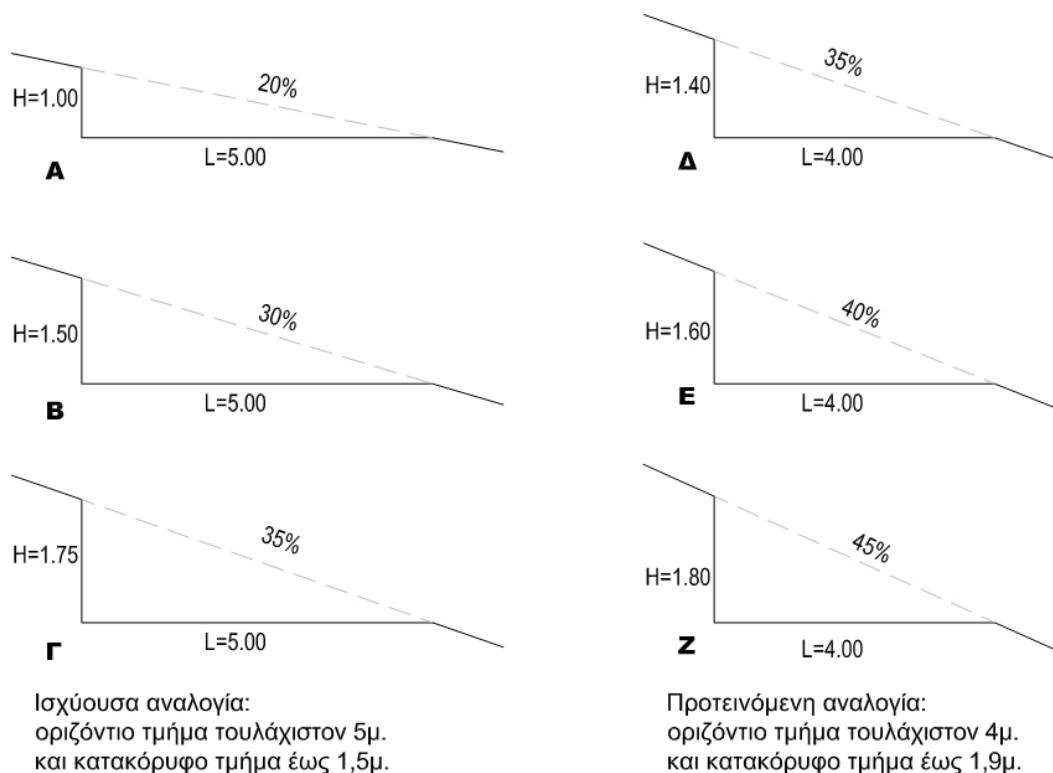 20%
H=1.00
L=5.00
Α
30%
H=1.50
L=5.00
Β
35%
H=1.75
L=5.00
Γ
Ισχύουσα αναλογία:
οριζόντιο τμήμα τουλάχιστον 5μ.
και κατακόρυφο τμήμα έως 1,5μ.
35%
H=1.40
L=4.00
Δ
40%
H=1.60
L=4.00
Ε
45%
H=1.80
L=4.00
Ζ
Προτεινόμενη αναλογία:
οριζόντιο τμήμα τουλάχιστον 4μ.
και κατακόρυφο τμήμα έως 1,9μ.